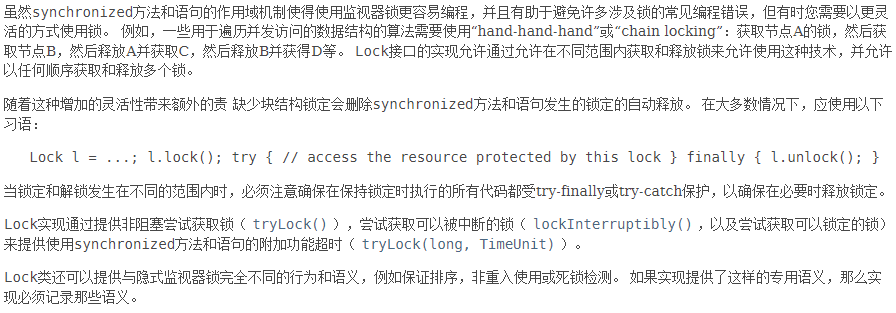 虽然synchronized方法和语句的作用域机制使得使用监视器锁更容易编程，并且有助于避免许多涉及锁的常见编程错误，但有时您需要以更灵
活的方式使用锁。 例如，一些用于遍历并发访问的数据结构的算法需要使用“hand-hand-hand”或“chain locking”：获取节点A的锁，然后获
取节点B，然后释放A并获取C，然后释放B并获得D等。 Lock接口的实现允许通过允许在不同范围内获取和释放锁来允许使用这种技术，并允许
以任何顺序获取和释放多个锁。
随着这种增加的灵活性带来额外的责 缺少块结构锁定会删除synchronized方法和语句发生的锁定的自动释放。 在大多数情况下，应使用以下
习语：
Lock l = ...; l.lock(); try { // access the resource protected by this lock } finally { l.unlock(); }
当锁定和解锁发生在不同的范围内时，必须注意确保在保持锁定时执行的所有代码都受try-finally或try-catch保护，以确保在必要时释放锁定。
Lock实现通过提供非阻塞尝试获取锁（ tryLock() ），尝试获取可以被中断的锁（ lockInterruptibly() ，以及尝试获取可以锁定的锁）
来提供使用synchronized方法和语句的附加功能超时（ tryLock(long, TimeUnit) ）。
Lock类还可以提供与隐式监视器锁完全不同的行为和语义，例如保证排序，非重入使用或死锁检测。 如果实现提供了这样的专用语义，那么实
现必须记录那些语义。